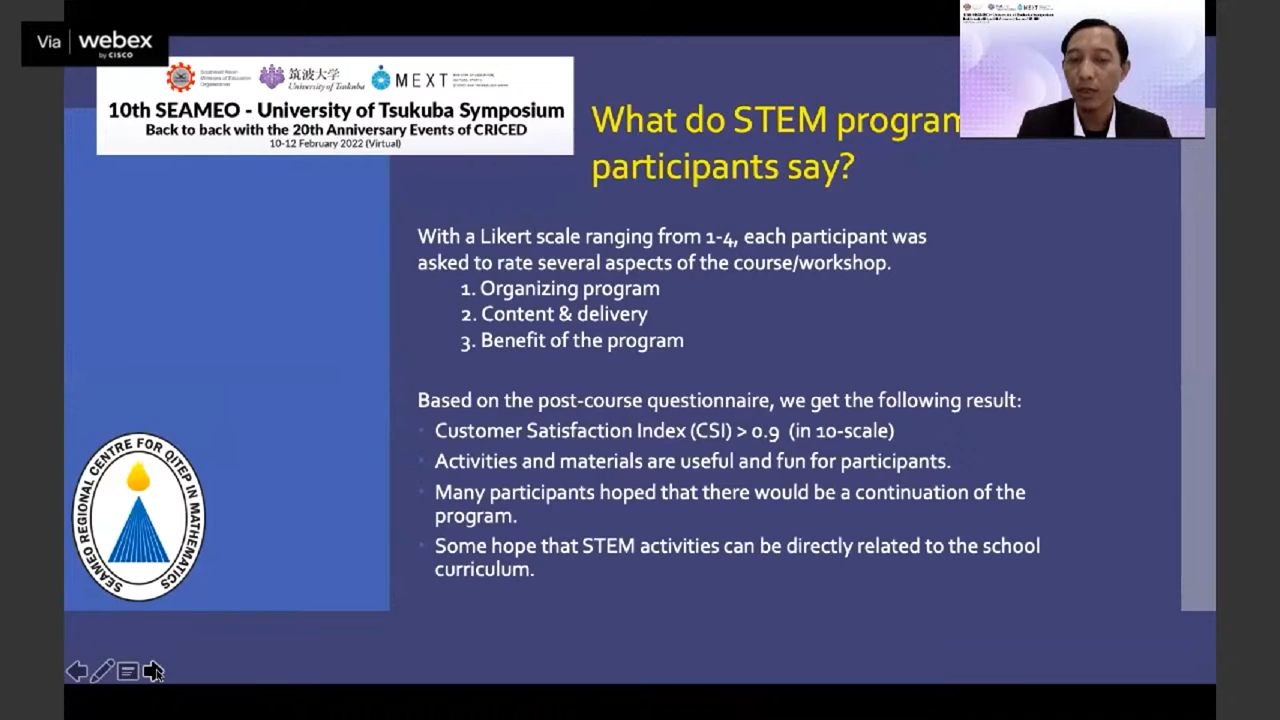 Via webex
by CISCO
Southeast Asian
Ministers of Education
Organization
筑波大学
University of Tsukuba
MEXT
10th SEAMEO - University of Tsukuba Symposium
Back to back with the 20th Anniversary Events of CRICED
10-12 February 2022 (Virtual)
What do STEM program
participants say?
With a Likert scale ranging from 1-4, each participant was
asked to rate several aspects of the course/workshop.
1. Organizing program
2. Content & delivery
3. Benefit of the program
Based on the post-course questionnaire, we get the following result:
Customer Satisfaction Index (CSI) > 0.9 (in 10-scale)
Activities and materials are useful and fun for participants.
Many participants hoped that there would be a continuation of the
program.
Some hope that STEM activities can be directly related to the school
curriculum.
SEAMEO REGIONAL CENTRE FOR QITEP IN MATHEMATICS